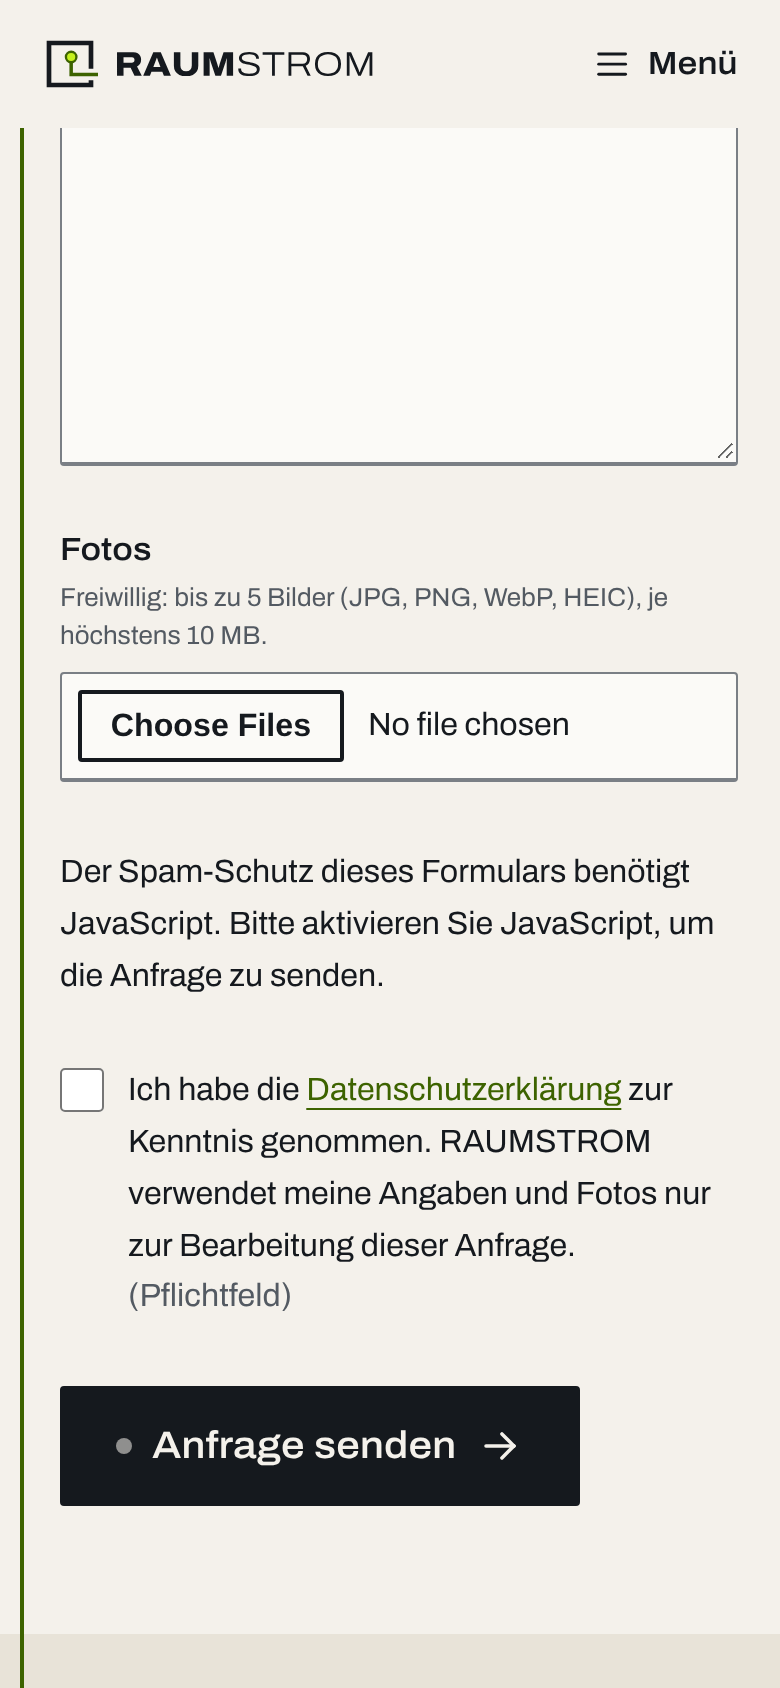 RAUMSTROM
Menü
Fotos
Freiwillig: bis zu 5 Bilder (JPG, PNG, WebP, HEIC), je
höchstens 10 MB.
Choose Files No file chosen
Der Spam-Schutz dieses Formulars benötigt
JavaScript. Bitte aktivieren Sie JavaScript, um
die Anfrage zu senden.
Ich habe die Datenschutzerklärung zur
Kenntnis genommen. RAUMSTROM
verwendet meine Angaben und Fotos nur
zur Bearbeitung dieser Anfrage.
(Pflichtfeld)
Anfrage senden →